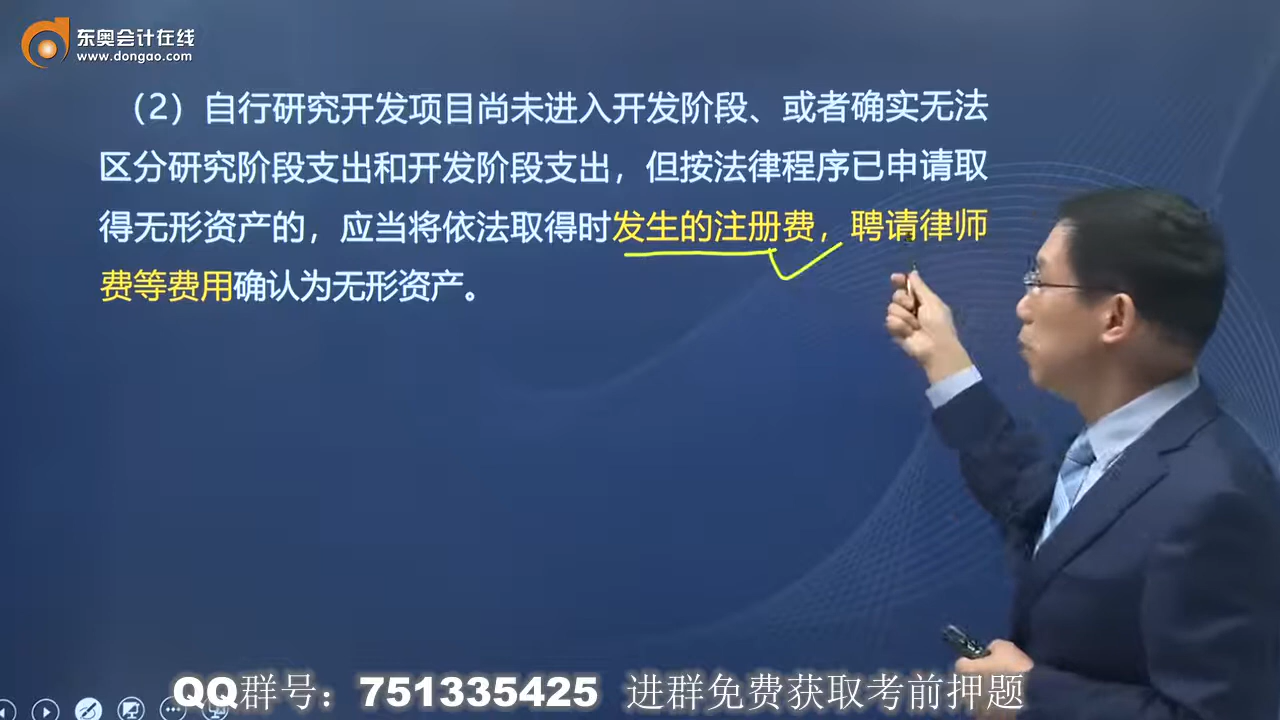 东奥会计在线
www.dongao.com
（2）自行研究开发项目尚未进入开发阶段、或者确实无法
区分研究阶段支出和开发阶段支出，但按法律程序已申请取
得无形资产的，应当将依法取得时发生的注册费，聘请律师
费等费用确认为无形资产。
QQ群号：751335425 进群免费获取考前押题